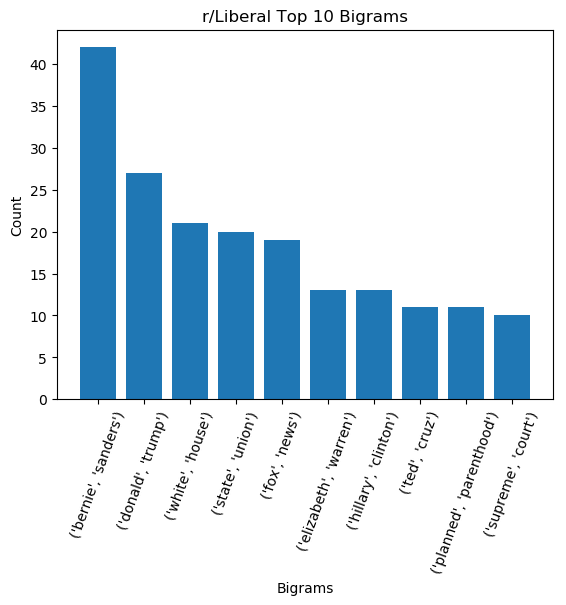 r/Liberal Top 10 Bigrams
Count
40
35
30
25
20
15
10
5
0
('bernie', 'sanders')
('donald', 'trump')
('white', 'house')
('state', 'union')
('fox', 'news')
('elizabeth', 'warren')
('hillary', 'clinton')
('ted', 'cruz')
('planned', 'parenthood')
('supreme', 'court')
Bigrams